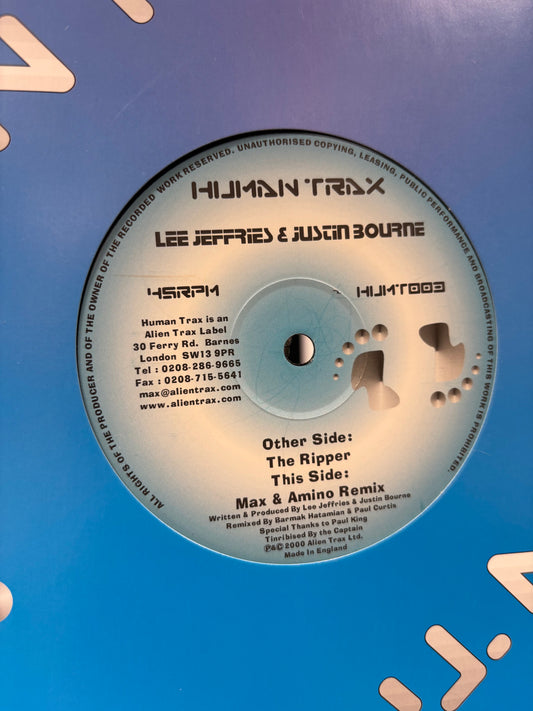 ALL RIGHTS OF THE PRODUCER AND OF THE OWNER OF THE RECORDED WORK RESERVED. UNAUTHORISED COPYING, LEASING, PUBLIC PERFORMANCE AND BROADCASTING OF THIS WORK IS PROHIBITED.
HUMAN TRAX
LEE JEFFRIES & JUSTIN BOURNE
45RPM
HUMT003
Human Trax is an
Alien Trax Label
30 Ferry Rd. Barnes
London SW13 9PR
Tel : 0208-286-9665
Fax : 0208-715-5641
max@alientrax.com
www.alientrax.com
Other Side:
The Ripper
This Side:
Max & Amino Remix
Written & Produced By Lee Jeffries & Justin Bourne
Remixed By Barmak Hatamian & Paul Curtis
Special Thanks to Paul King
Tinribised By the Captain
℗&© 2000 Alien Trax Ltd.
Made In England